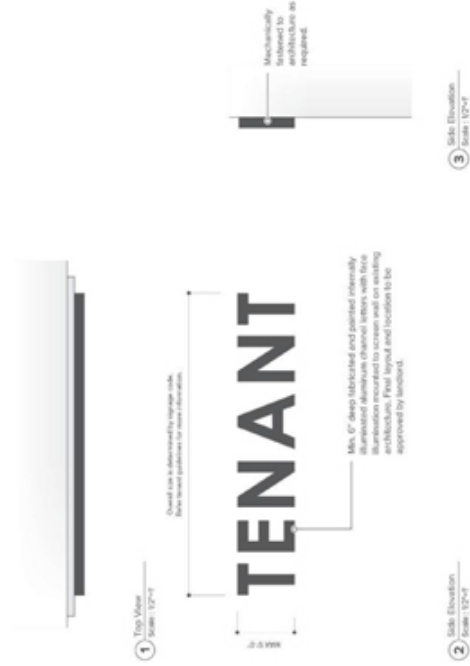 1 Top View
Scale: 1/2"=1'
Overall size is determined by signage code.
Refer tenant guidelines for more information.
TENANT
Min. 6" deep fabricated and painted internally
illuminated aluminum channel letters with face
illumination mounted to screen wall on existing
architecture. Final layout and location to be
approved by landlord.
2 Side Elevation
Scale: 1/2"=1'
Mechanically
fastened to
architecture as
required.
3 Side Elevation
Scale: 1/2"=1'